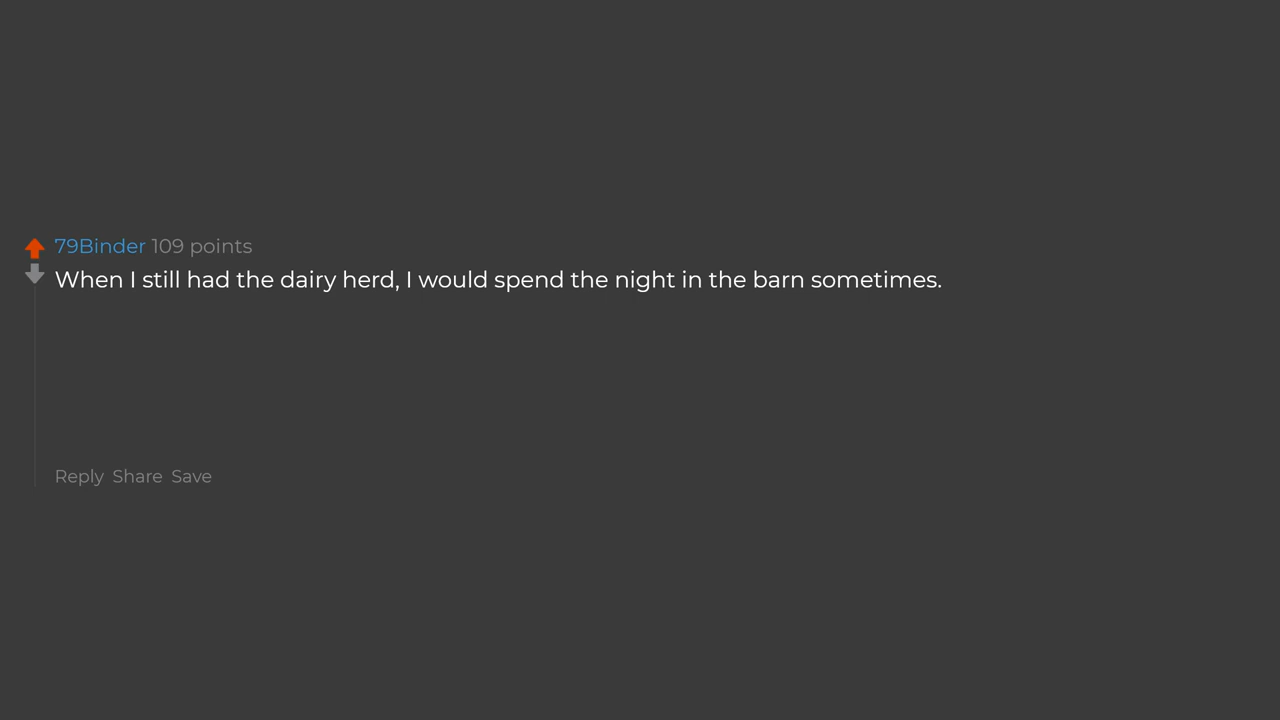 79Binder 109 points
When I still had the dairy herd, I would spend the night in the barn sometimes.
Reply Share Save